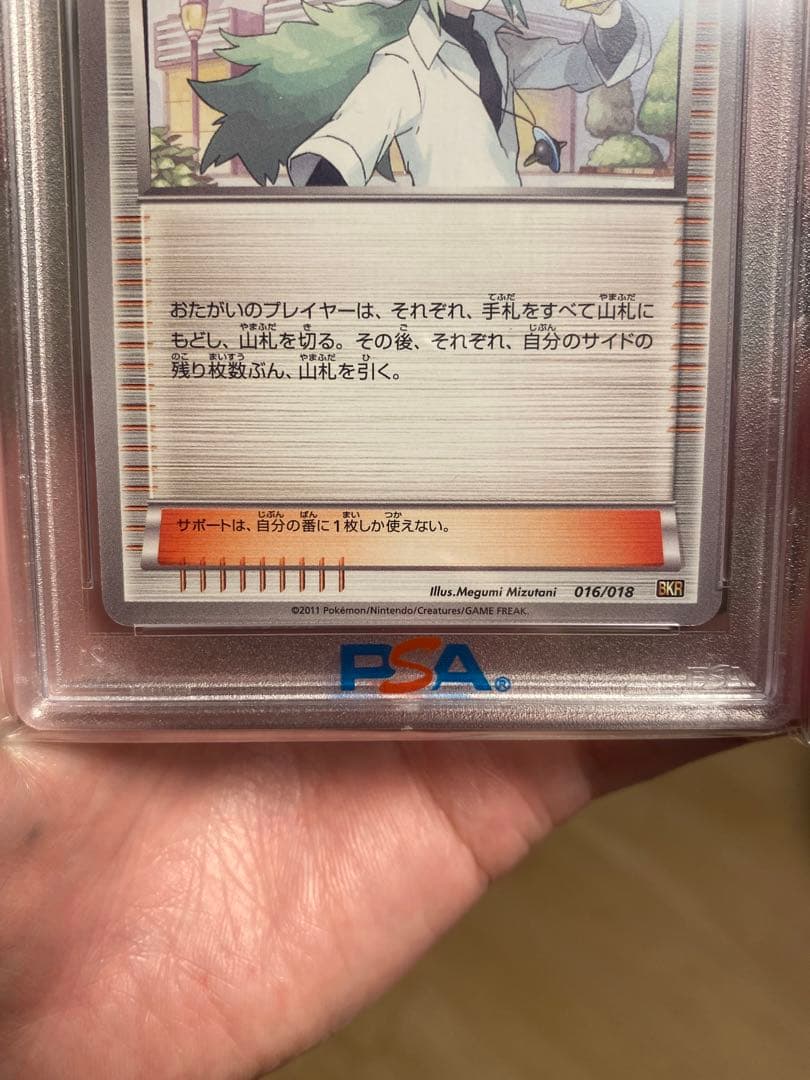 おたがいのプレイヤーは、それぞれ、手札をすべて山札に
もどし、山札を切る。その後、それぞれ、自分のサイドの
残り枚数ぶん、山札を引く。
サポートは、自分の番に1枚しか使えない。
Illus.Megumi Mizutani 016/018 BKR
©2011 Pokémon/Nintendo/Creatures/GAME FREAK.
PSA®
PSA